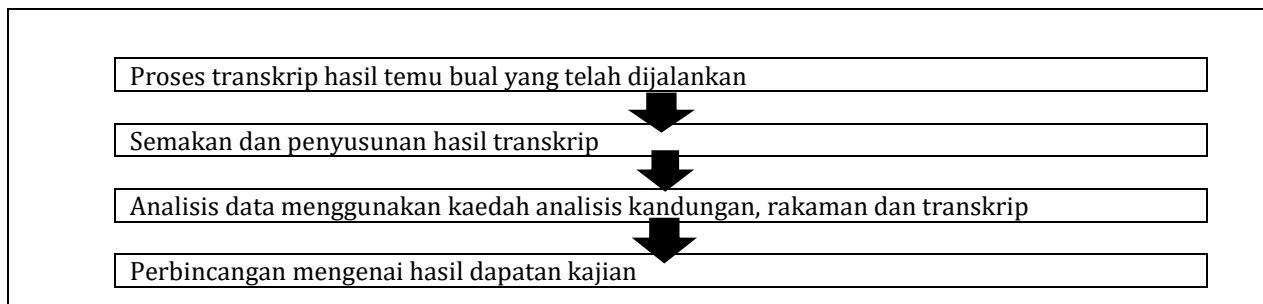 Proses transkrip hasil temu bual yang telah dijalankan
Semakan dan penyusunan hasil transkrip
Analisis data menggunakan kaedah analisis kandungan, rakaman dan transkrip
Perbincangan mengenai hasil dapatan kajian